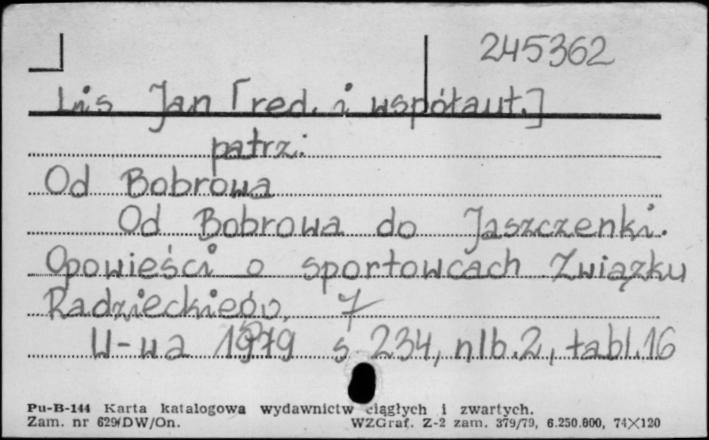 245362
Lis Jan [red. i współaut.]
patrz:
Od Bobrowa
Od Bobrowa do Jaszczenki.
Opowieści o sportowcach Związku
Radzieckiego.
W-wa 1979 s 234, nlb.2, tabl.16
Pu-B-144 Karta katalogowa wydawnictw ciągłych i zwartych.
Zam. nr 629/DW/On. WZGraf. Z-2 zam. 379/79, 6.250.000, 74×120